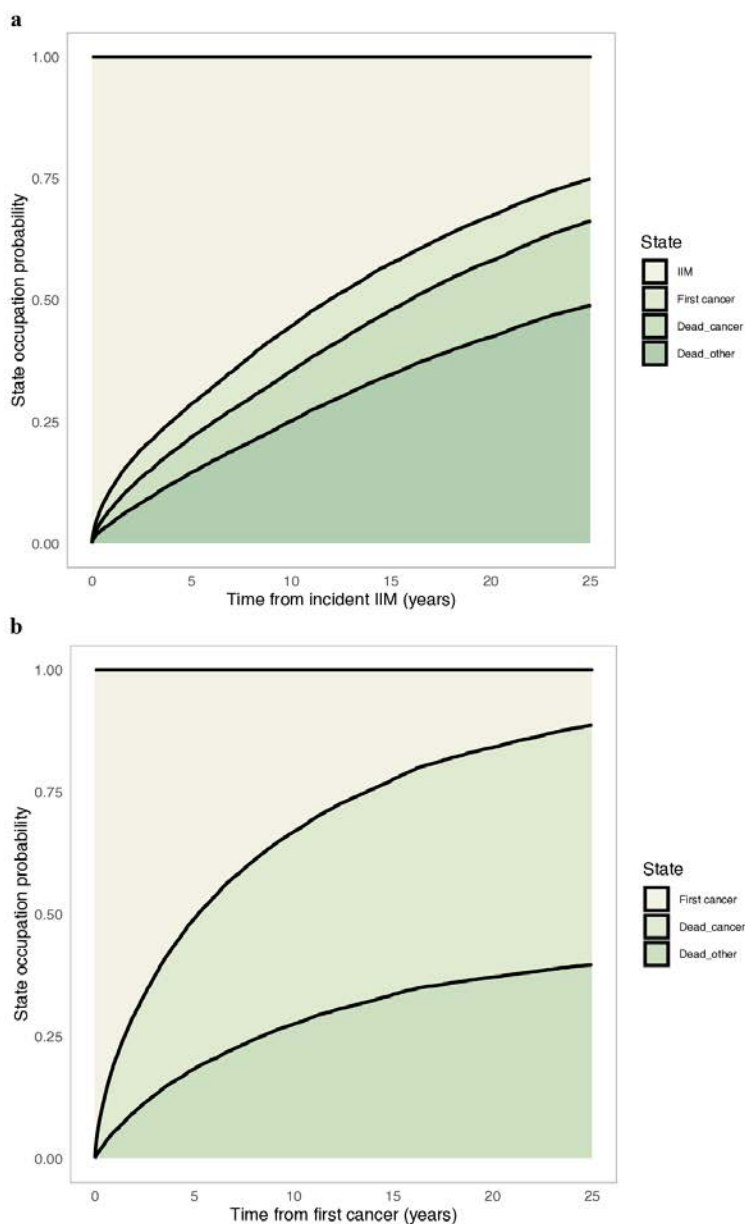 a
1.00
0.75
0.50
0.25
0.00
State occupation probability
0 5 10 15 20 25
Time from incident IIM (years)
State
IIM
First cancer
Dead_cancer
Dead_other
b
1.00
0.75
0.50
0.25
0.00
State occupation probability
0 5 10 15 20 25
Time from first cancer (years)
State
First cancer
Dead_cancer
Dead_other